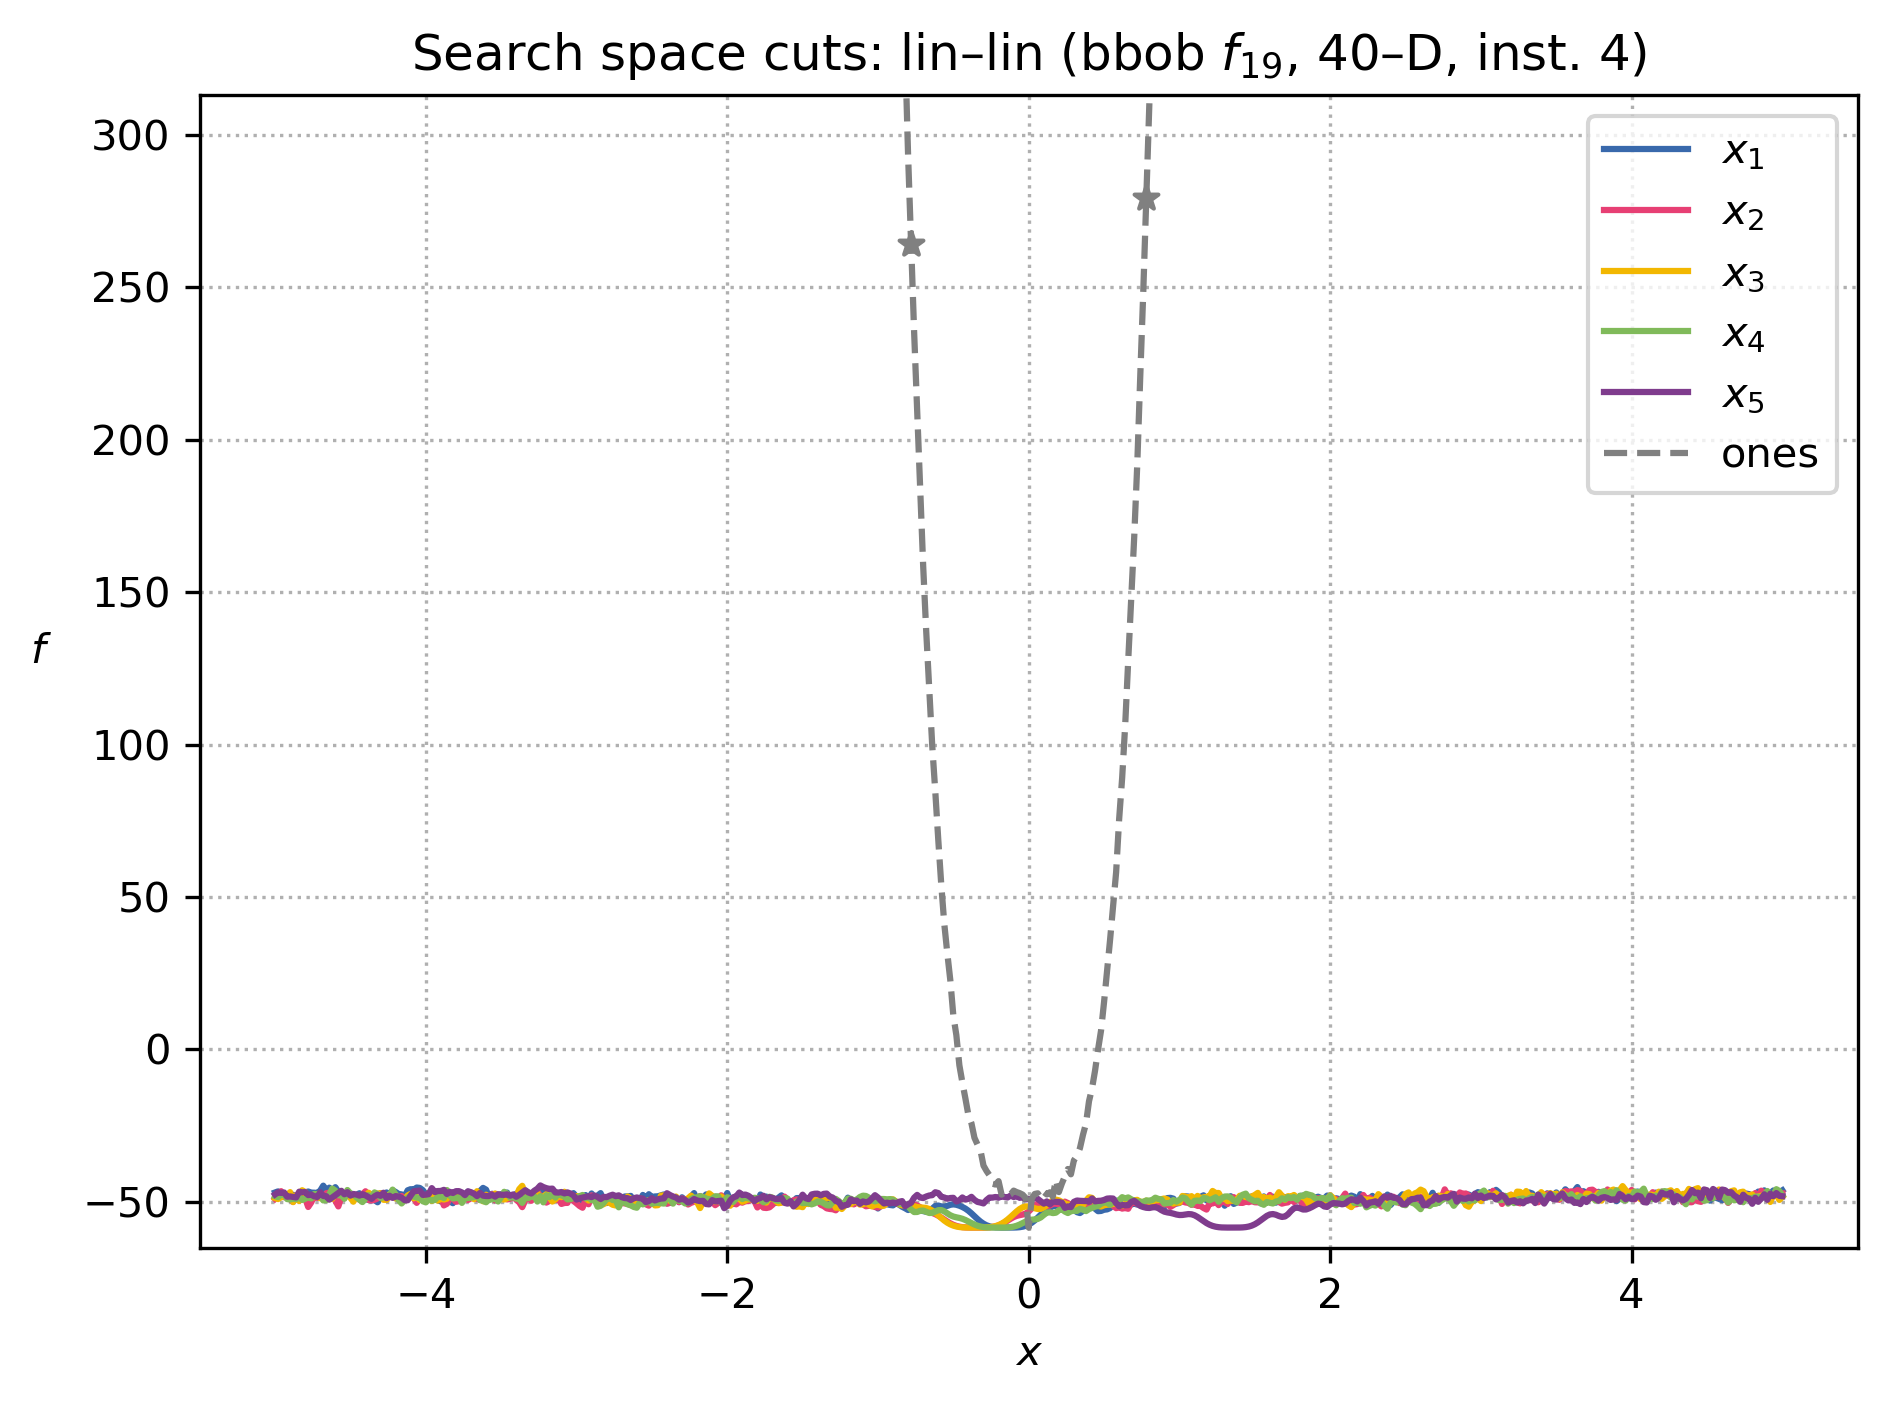 Search space cuts: lin–lin (bbob f₁₉, 40–D, inst. 4)
300
250
200
150
100
50
0
−50
f
x₁
x₂
x₃
x₄
x₅
ones
−4 −2 0 2 4
x